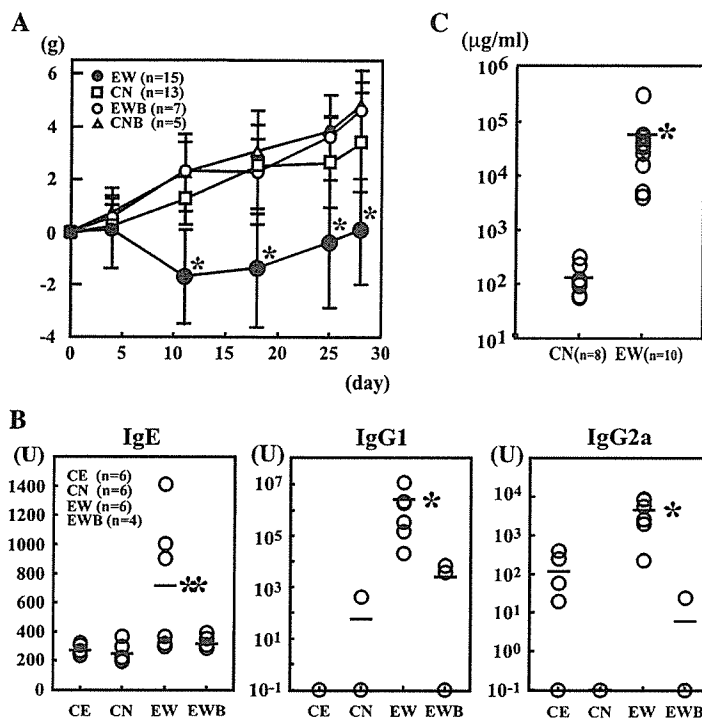 A
(g)
6
4
2
0
-2
-4
EW (n=15)
CN (n=13)
EWB (n=7)
CNB (n=5)
*
*
*
*
0 5 10 15 20 25 30
(day)
C
(μg/ml)
10^6
10^5
10^4
10^3
10^2
10^1
*
CN(n=8) EW(n=10)
B
IgE
(U)
1400
1200
1000
800
600
400
200
0
CE (n=6)
CN (n=6)
EW (n=6)
EWB (n=4)
**
CE CN EW EWB
IgG1
(U)
10^7
10^5
10^3
10^1
10^-1
*
CE CN EW EWB
IgG2a
(U)
10^4
10^3
10^2
10^1
10^0
10^-1
*
CE CN EW EWB